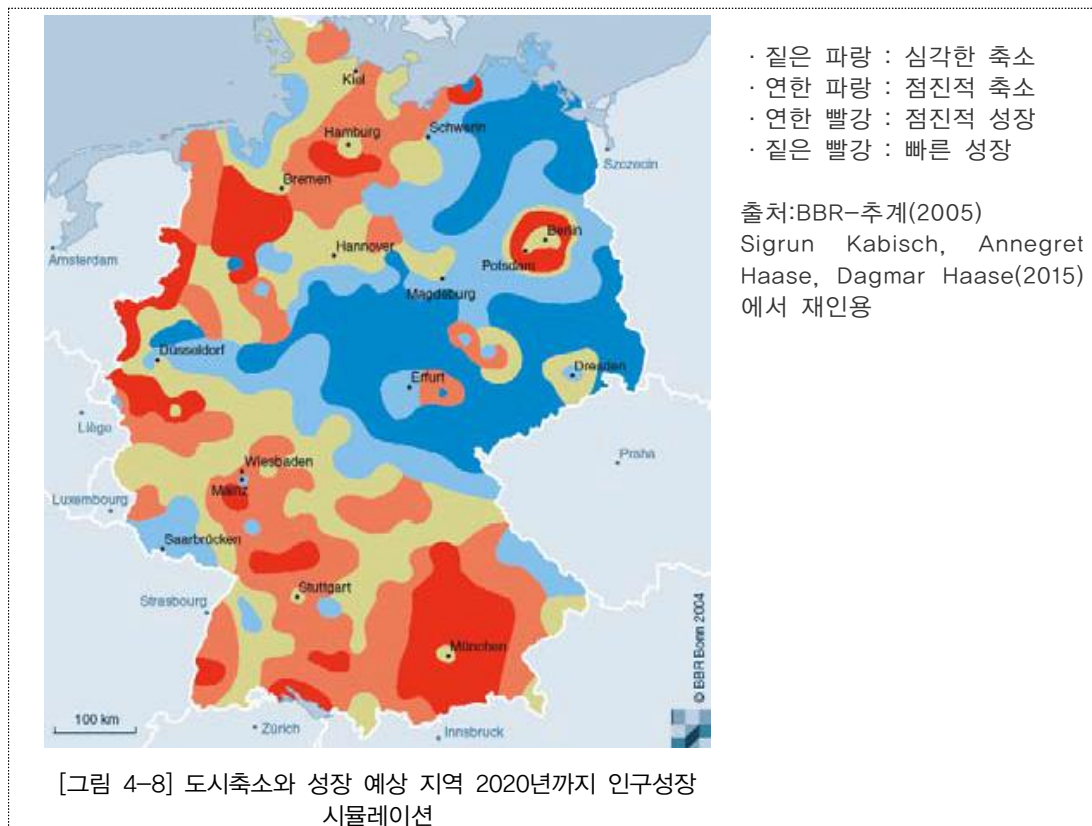 Kiel
Hamburg
Schwerin
Szczecin
Bremen
Berlin
Amsterdam
Hannover
Potsdam
Magdeburg
Düsseldorf
Dresden
Erfurt
Liège
Praha
Wiesbaden
Mainz
Luxembourg
Saarbrücken
Stuttgart
Strasbourg
München
© BBR Bonn 2004
100 km
Zürich
Innsbruck
· 짙은 파랑 : 심각한 축소
· 연한 파랑 : 점진적 축소
· 연한 빨강 : 점진적 성장
· 짙은 빨강 : 빠른 성장
출처:BBR-추계(2005)
Sigrun Kabisch, Annegret
Haase, Dagmar Haase(2015)
에서 재인용
[그림 4-8] 도시축소와 성장 예상 지역 2020년까지 인구성장
시뮬레이션